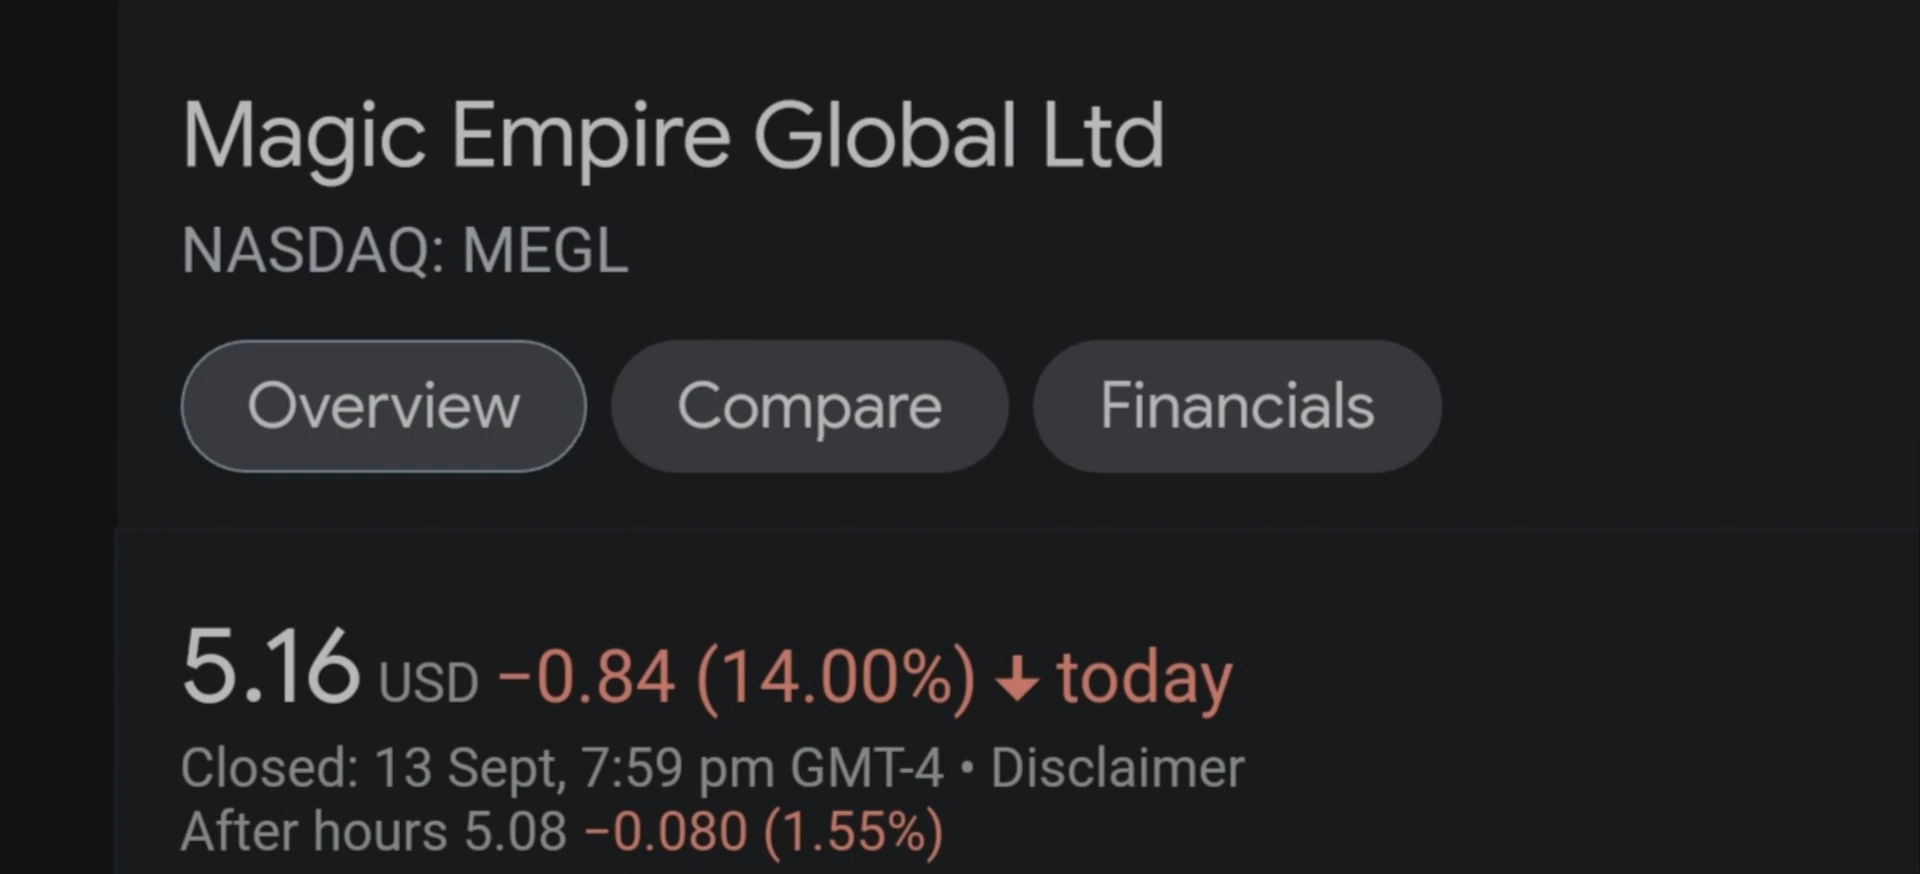 Magic Empire Global Ltd
NASDAQ: MEGL
Overview Compare Financials
5.16 USD −0.84 (14.00%) ↓ today
Closed: 13 Sept, 7:59 pm GMT-4 • Disclaimer
After hours 5.08 −0.080 (1.55%)